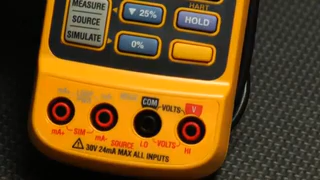 HART
MEASURE
SOURCE
SIMULATE
▼ 25%
HOLD
0%
COM
VOLTS
V
mA+
SIM
mA-
SOURCE
LO
VOLTS
HI
30V 24mA MAX ALL INPUTS